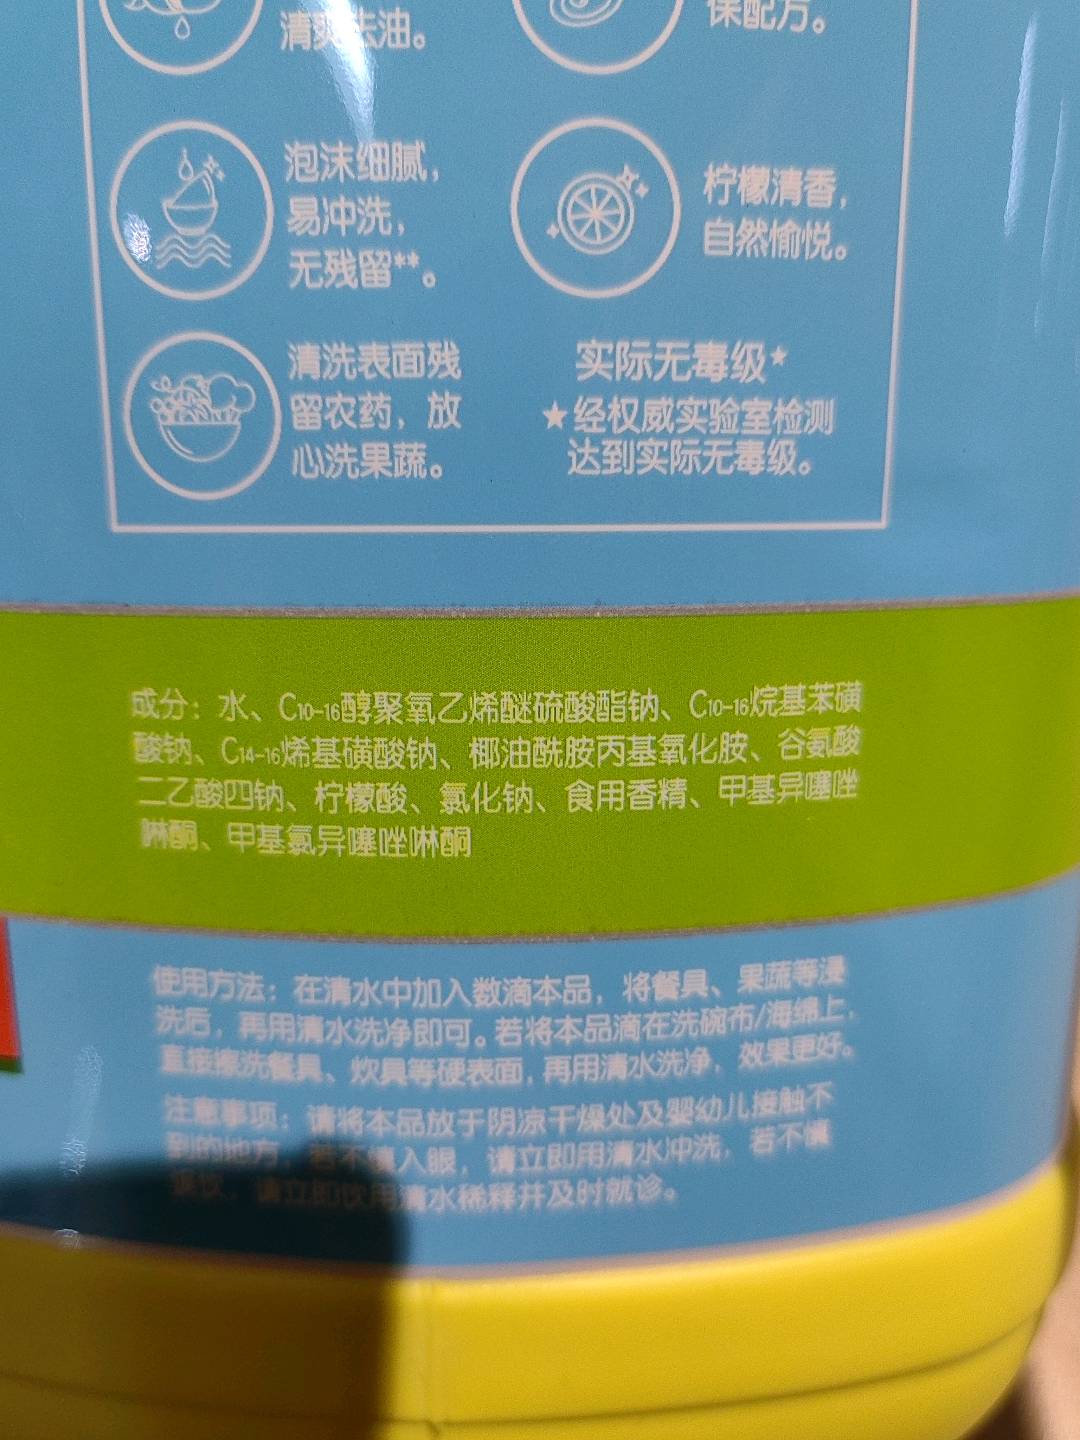 清爽去油。
保配方。
泡沫细腻，
易冲洗，
无残留**。
柠檬清香，
自然愉悦。
清洗表面残
留农药，放
心洗果蔬。
实际无毒级★
★经权威实验室检测
达到实际无毒级。
成分：水、C10-16醇聚氧乙烯醚硫酸酯钠、C10-16烷基苯磺
酸钠、C14-16烯基磺酸钠、椰油酰胺丙基氧化胺、谷氨酸
二乙酸四钠、柠檬酸、氯化钠、食用香精、甲基异噻唑
啉酮、甲基氯异噻唑啉酮
使用方法：在清水中加入数滴本品，将餐具、果蔬等浸
洗后，再用清水洗净即可。若将本品滴在洗碗布/海绵上，
直接擦洗餐具、炊具等硬表面，再用清水洗净，效果更好。
注意事项：请将本品放于阴凉干燥处及婴幼儿接触不
到的地方，若不慎入眼，请立即用清水冲洗，若不慎
误饮，请立即饮用清水稀释并及时就诊。